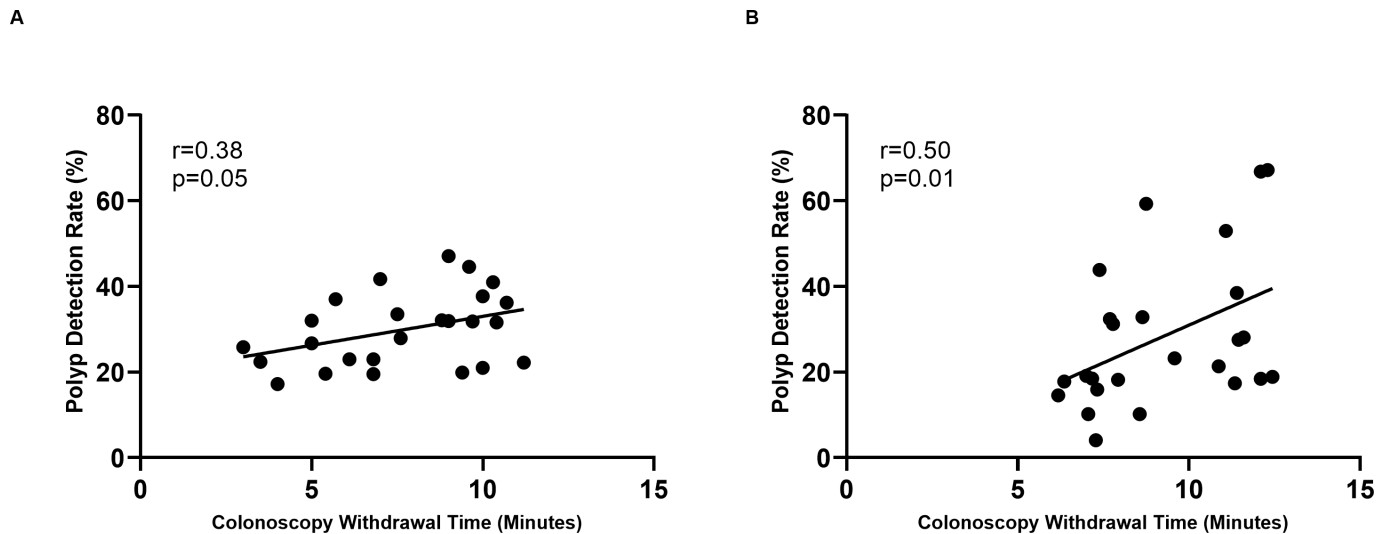 A
80
60
40
20
0
r=0.38
p=0.05
Polyp Detection Rate (%)
0 5 10 15
Colonoscopy Withdrawal Time (Minutes)
B
80
60
40
20
0
r=0.50
p=0.01
Polyp Detection Rate (%)
0 5 10 15
Colonoscopy Withdrawal Time (Minutes)